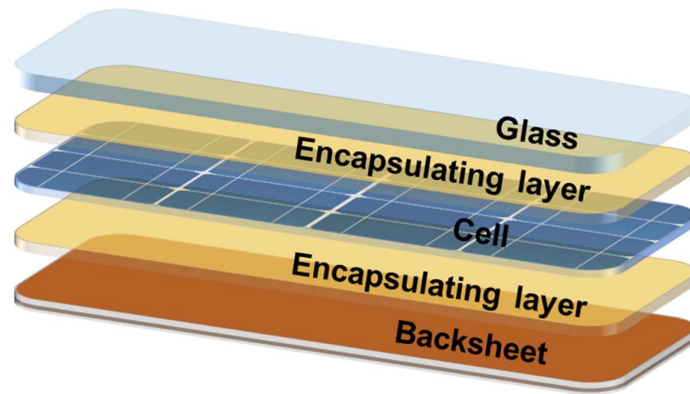 Glass
Encapsulating layer
Cell
Encapsulating layer
Backsheet